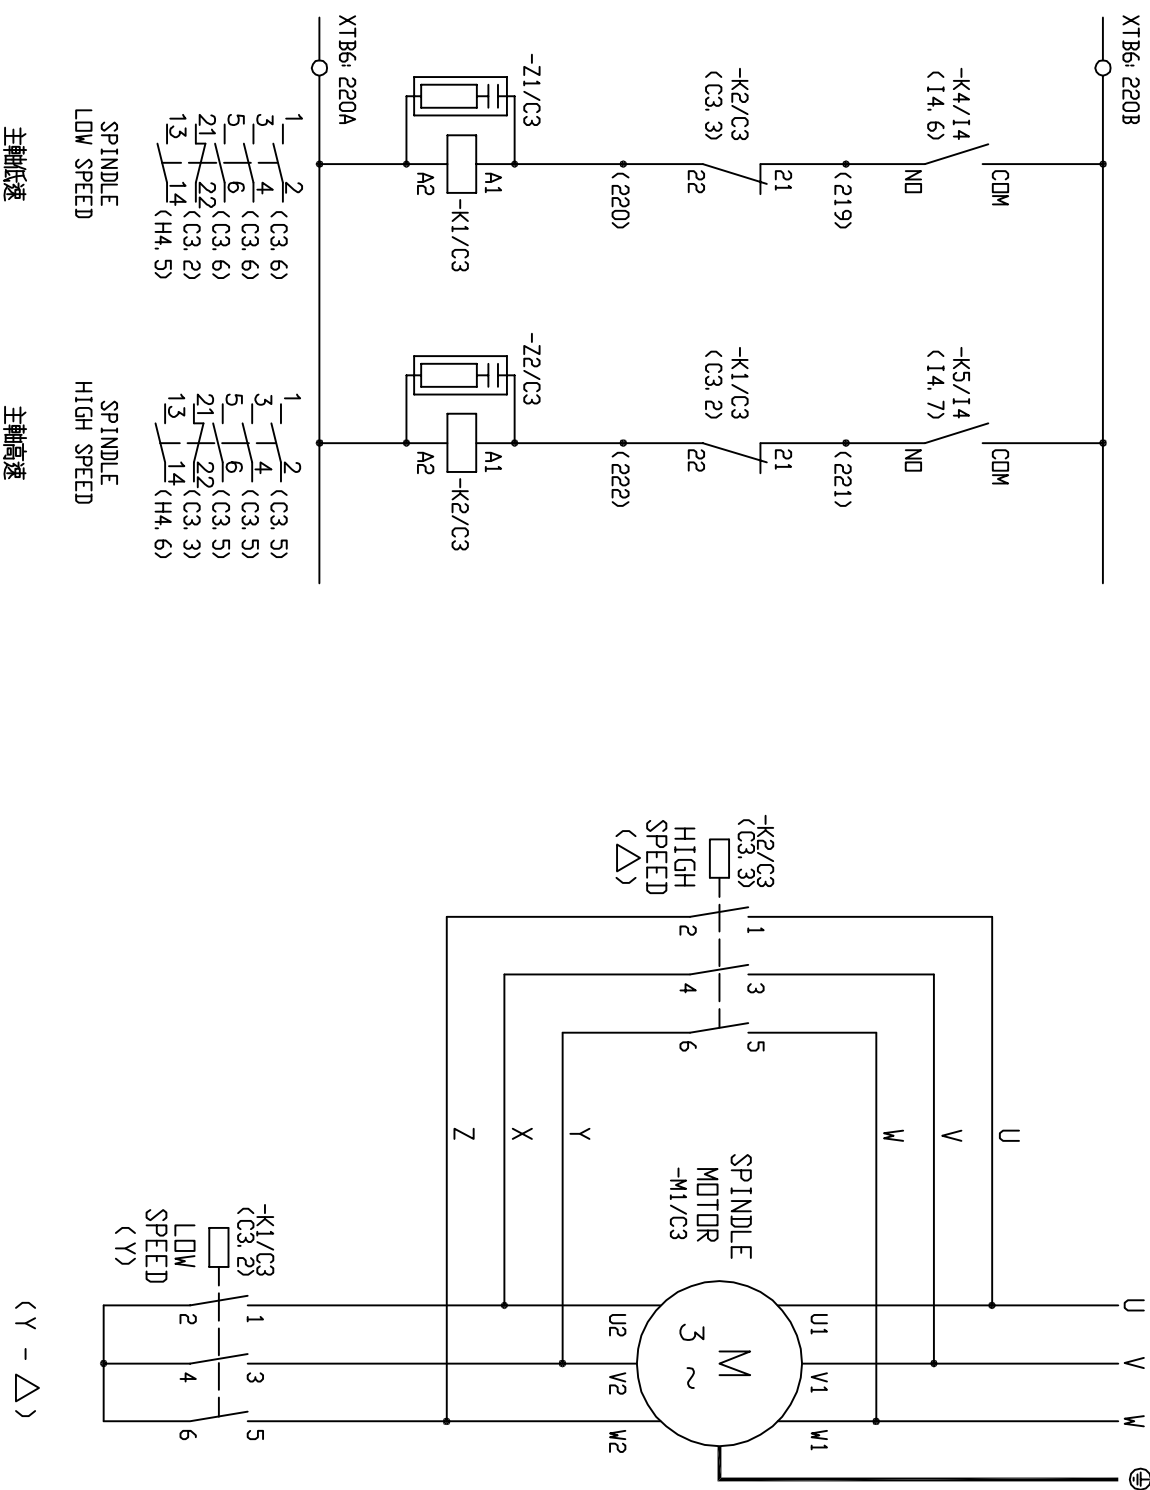 XTB6: 220B
-K4/I4
(I4.6)
COM
NO
(219)
-K2/C3
(C3.3)
21
22
(220)
-Z1/C3
A1
A2
-K1/C3
XTB6: 220A
1
2
(C3.6)
3
4
(C3.6)
5
6
(C3.6)
21
22
(C3.2)
13
14
(H4.5)
SPINDLE
LOW SPEED
主軸低速
-K5/I4
(I4.7)
COM
NO
(221)
-K1/C3
(C3.2)
21
22
(222)
-Z2/C3
A1
A2
-K2/C3
1
2
(C3.5)
3
4
(C3.5)
5
6
(C3.5)
21
22
(C3.3)
13
14
(H4.6)
SPINDLE
HIGH SPEED
主軸高速
-K2/C3
(C3.3)
HIGH
SPEED
(△)
1
2
3
4
5
6
U
V
W
Y
X
Z
SPINDLE
MOTOR
-M1/C3
U
V
W
U1
V1
W1
M
3 ~
U2
V2
W2
-K1/C3
(C3.2)
LOW
SPEED
(Y)
1
2
3
4
5
6
(Y - △)